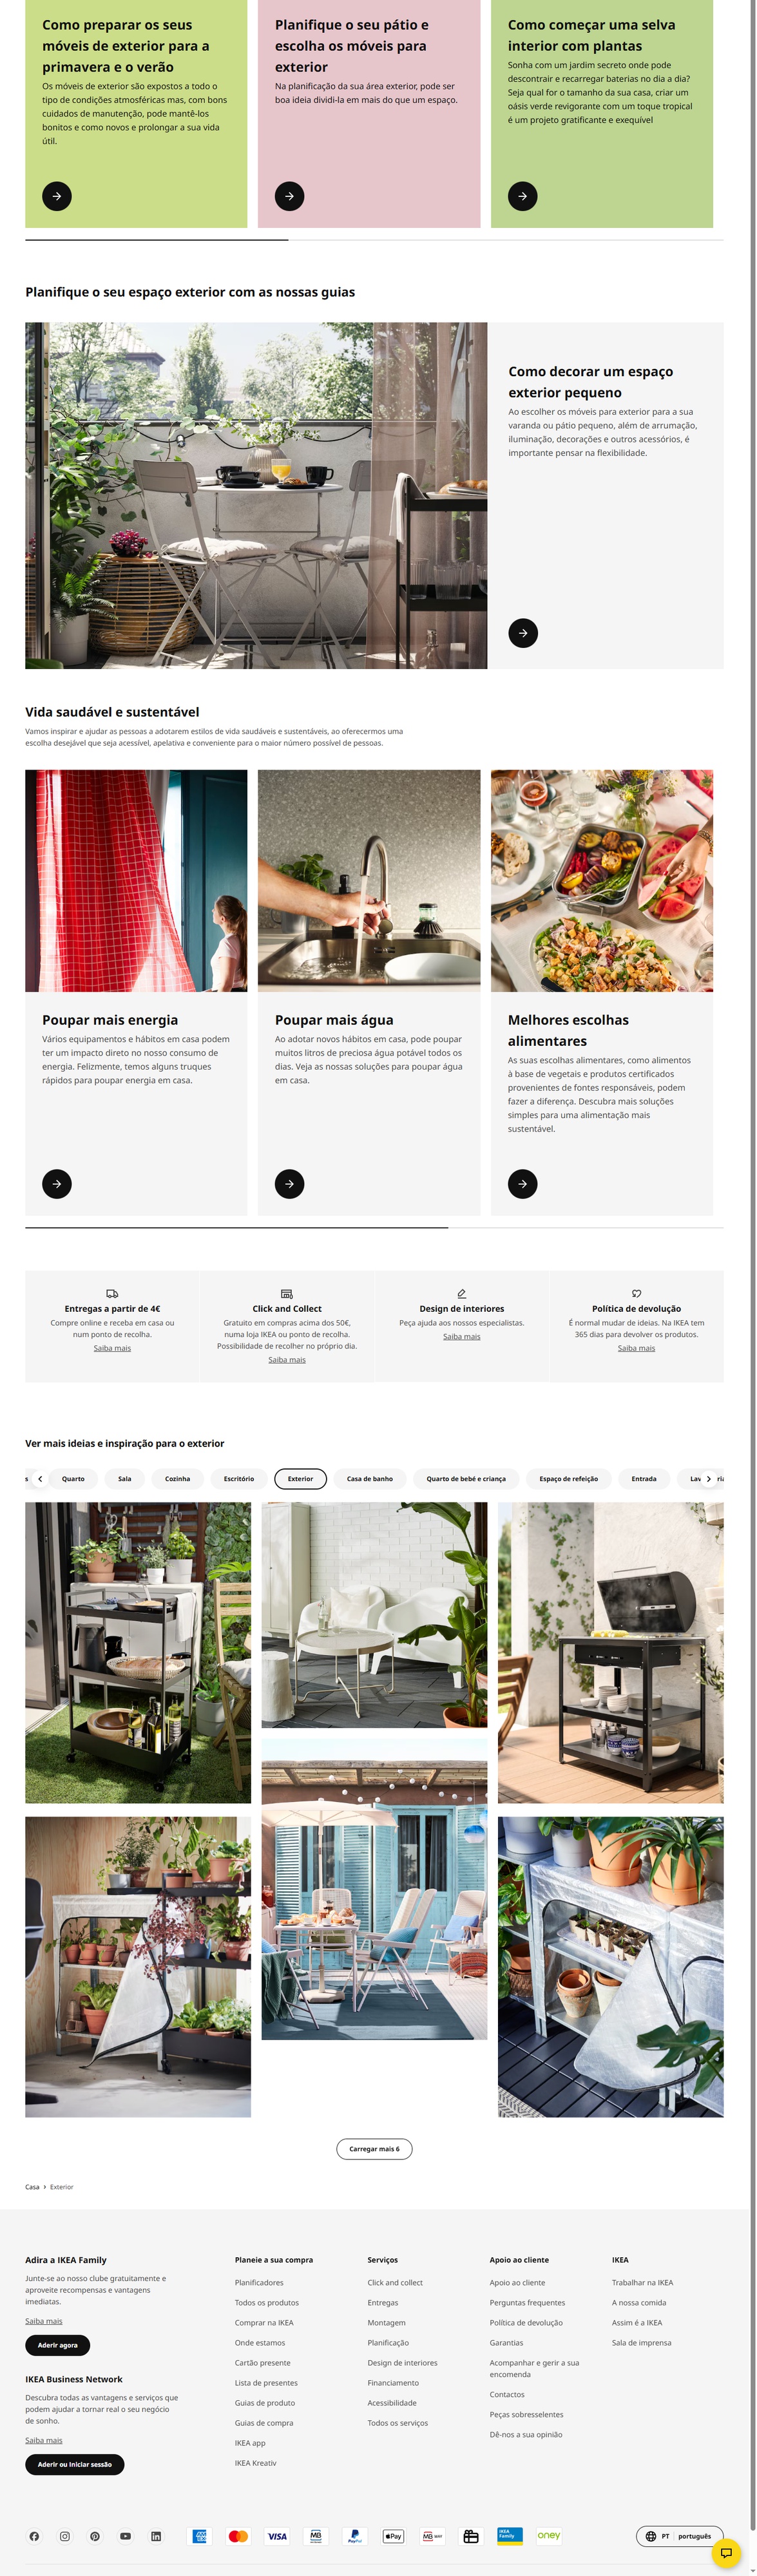 Como preparar os seus
móveis de exterior para a
primavera e o verão
Os móveis de exterior são expostos a todo o
tipo de condições atmosféricas mas, com bons
cuidados de manutenção, pode mantê-los
bonitos e como novos e prolongar a sua vida
útil.
Planifique o seu pátio e
escolha os móveis para
exterior
Na planificação da sua área exterior, pode ser
boa ideia dividi-la em mais do que um espaço.
Como começar uma selva
interior com plantas
Sonha com um jardim secreto onde pode
descontrair e recarregar baterias no dia a dia?
Seja qual for o tamanho da sua casa, criar um
oásis verde revigorante com um toque tropical
é um projeto gratificante e exequível
Planifique o seu espaço exterior com as nossas guias
Como decorar um espaço
exterior pequeno
Ao escolher os móveis para exterior para a sua
varanda ou pátio pequeno, além de arrumação,
iluminação, decorações e outros acessórios, é
importante pensar na flexibilidade.
Vida saudável e sustentável
Vamos inspirar e ajudar as pessoas a adotarem estilos de vida saudáveis e sustentáveis, ao oferecermos uma
escolha desejável que seja acessível, apelativa e conveniente para o maior número possível de pessoas.
Poupar mais energia
Vários equipamentos e hábitos em casa podem
ter um impacto direto no nosso consumo de
energia. Felizmente, temos alguns truques
rápidos para poupar energia em casa.
Poupar mais água
Ao adotar novos hábitos em casa, pode poupar
muitos litros de preciosa água potável todos os
dias. Veja as nossas soluções para poupar água
em casa.
Melhores escolhas
alimentares
As suas escolhas alimentares, como alimentos
à base de vegetais e produtos certificados
provenientes de fontes responsáveis, podem
fazer a diferença. Descubra mais soluções
simples para uma alimentação mais
sustentável.
Entregas a partir de 4€
Compre online e receba em casa ou
num ponto de recolha.
Saiba mais
Click and Collect
Gratuito em compras acima dos 50€,
numa loja IKEA ou ponto de recolha.
Possibilidade de recolher no próprio dia.
Saiba mais
Design de interiores
Peça ajuda aos nossos especialistas.
Saiba mais
Política de devolução
É normal mudar de ideias. Na IKEA tem
365 dias para devolver os produtos.
Saiba mais
Ver mais ideias e inspiração para o exterior
s Quarto Sala Cozinha Escritório Exterior Casa de banho Quarto de bebé e criança Espaço de refeição Entrada
Carregar mais 6
Casa › Exterior
Adira a IKEA Family
Junte-se ao nosso clube gratuitamente e
aproveite recompensas e vantagens
imediatas.
Saiba mais
Aderir agora
IKEA Business Network
Descubra todas as vantagens e serviços que
podem ajudar a tornar real o seu negócio
de sonho.
Saiba mais
Aderir ou Iniciar sessão
Planeie a sua compra
Planificadores
Todos os produtos
Comprar na IKEA
Onde estamos
Cartão presente
Lista de presentes
Guias de produto
Guias de compra
IKEA app
IKEA Kreativ
Serviços
Click and collect
Entregas
Montagem
Planificação
Design de interiores
Financiamento
Acessibilidade
Todos os serviços
Apoio ao cliente
Apoio ao cliente
Perguntas frequentes
Política de devolução
Garantias
Acompanhar e gerir a sua
encomenda
Contactos
Peças sobresselentes
Dê-nos a sua opinião
IKEA
Trabalhar na IKEA
A nossa comida
Assim é a IKEA
Sala de imprensa
VISA MB PayPal Pay MB WAY IKEA Family oney
PT português